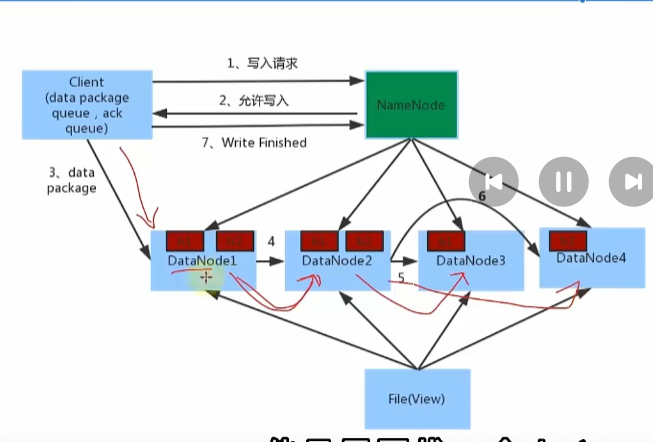 1、写入请求
Client
(data package
queue，ack
queue)
2、允许写入
NameNode
7、Write Finished
3、data
package
6
4
DataNode1
DataNode2
5
DataNode3
DataNode4
File(View)